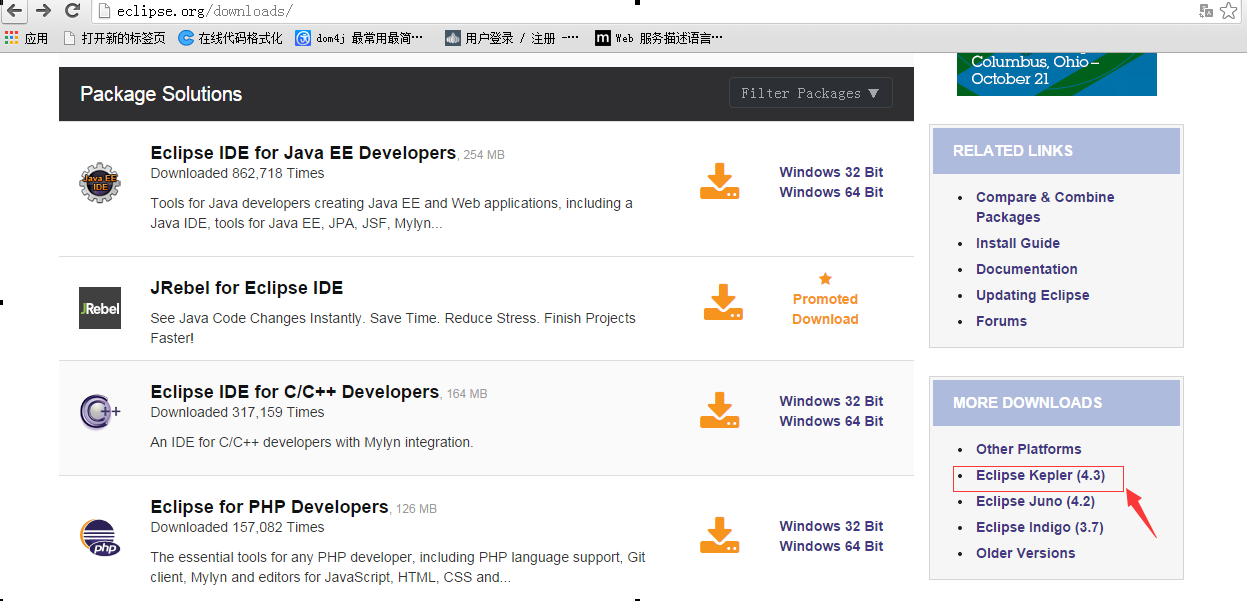 eclipse.org/downloads/
应用
打开新的标签页
在线代码格式化
dom4j 最常用最简…
用户登录 / 注册 -…
m
Web 服务描述语言…
Columbus, Ohio –
October 21
Package Solutions
Filter Packages ▼
Java EE
IDE
Eclipse IDE for Java EE Developers, 254 MB
Downloaded 862,718 Times
Tools for Java developers creating Java EE and Web applications, including a
Java IDE, tools for Java EE, JPA, JSF, Mylyn...
Windows 32 Bit
Windows 64 Bit
JRebel
JRebel for Eclipse IDE
See Java Code Changes Instantly. Save Time. Reduce Stress. Finish Projects
Faster!
Promoted
Download
C++
Eclipse IDE for C/C++ Developers, 164 MB
Downloaded 317,159 Times
An IDE for C/C++ developers with Mylyn integration.
Windows 32 Bit
Windows 64 Bit
php
Eclipse for PHP Developers, 126 MB
Downloaded 157,082 Times
The essential tools for any PHP developer, including PHP language support, Git
client, Mylyn and editors for JavaScript, HTML, CSS and...
Windows 32 Bit
Windows 64 Bit
RELATED LINKS
Compare & Combine
Packages
Install Guide
Documentation
Updating Eclipse
Forums
MORE DOWNLOADS
Other Platforms
Eclipse Kepler (4.3)
Eclipse Juno (4.2)
Eclipse Indigo (3.7)
Older Versions